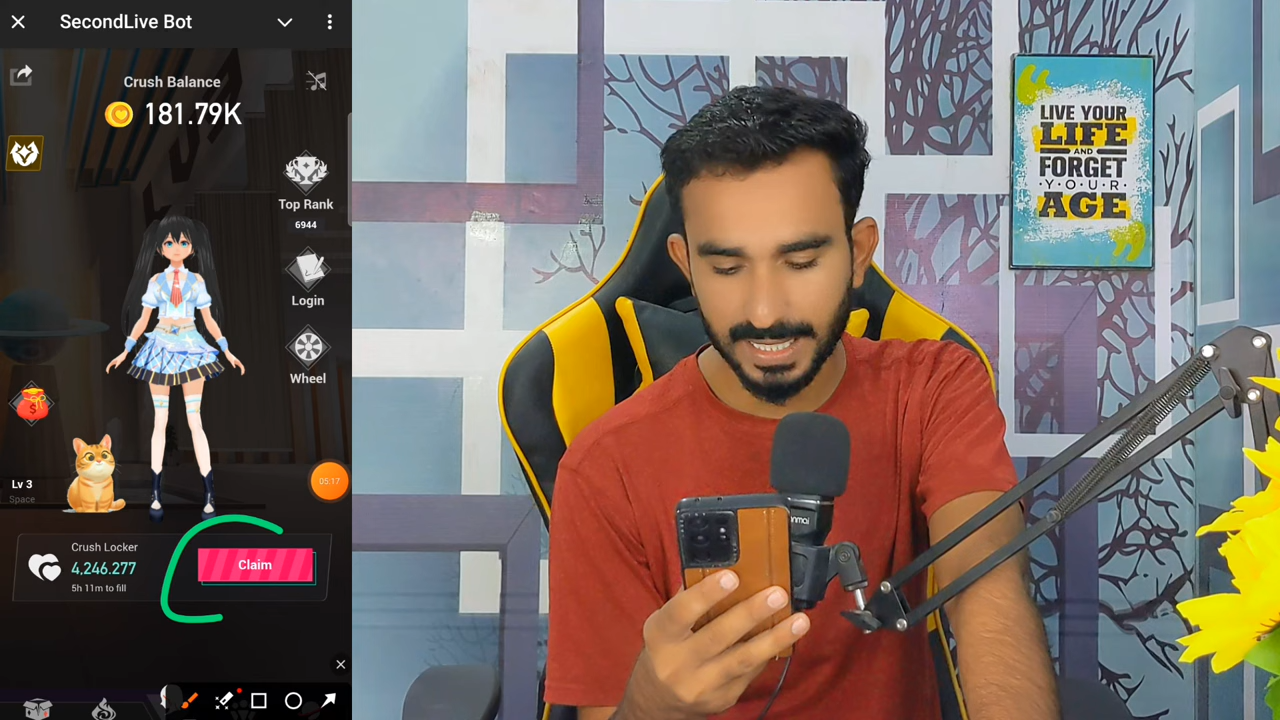 SecondLive Bot
Crush Balance
181.79K
Top Rank
6944
Login
Wheel
Lv 3
Space
05:17
Crush Locker
4,246.277
5h 11m to fill
Claim
LIVE YOUR
LIFE
AND
FORGET
YOUR
AGE